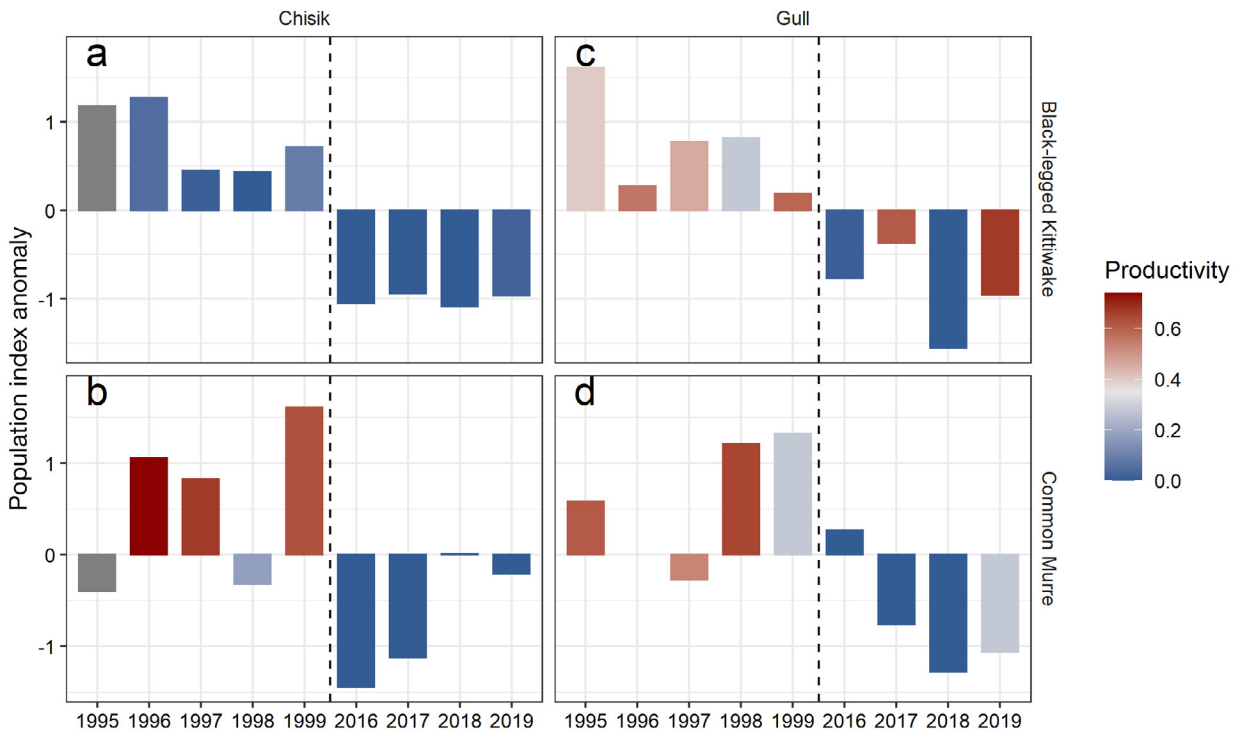 Chisik
Gull
a
c
1
0
-1
Black-legged Kittiwake
Population index anomaly
b
d
1
0
-1
Common Murre
1995 1996 1997 1998 1999 2016 2017 2018 2019
1995 1996 1997 1998 1999 2016 2017 2018 2019
Productivity
0.6
0.4
0.2
0.0